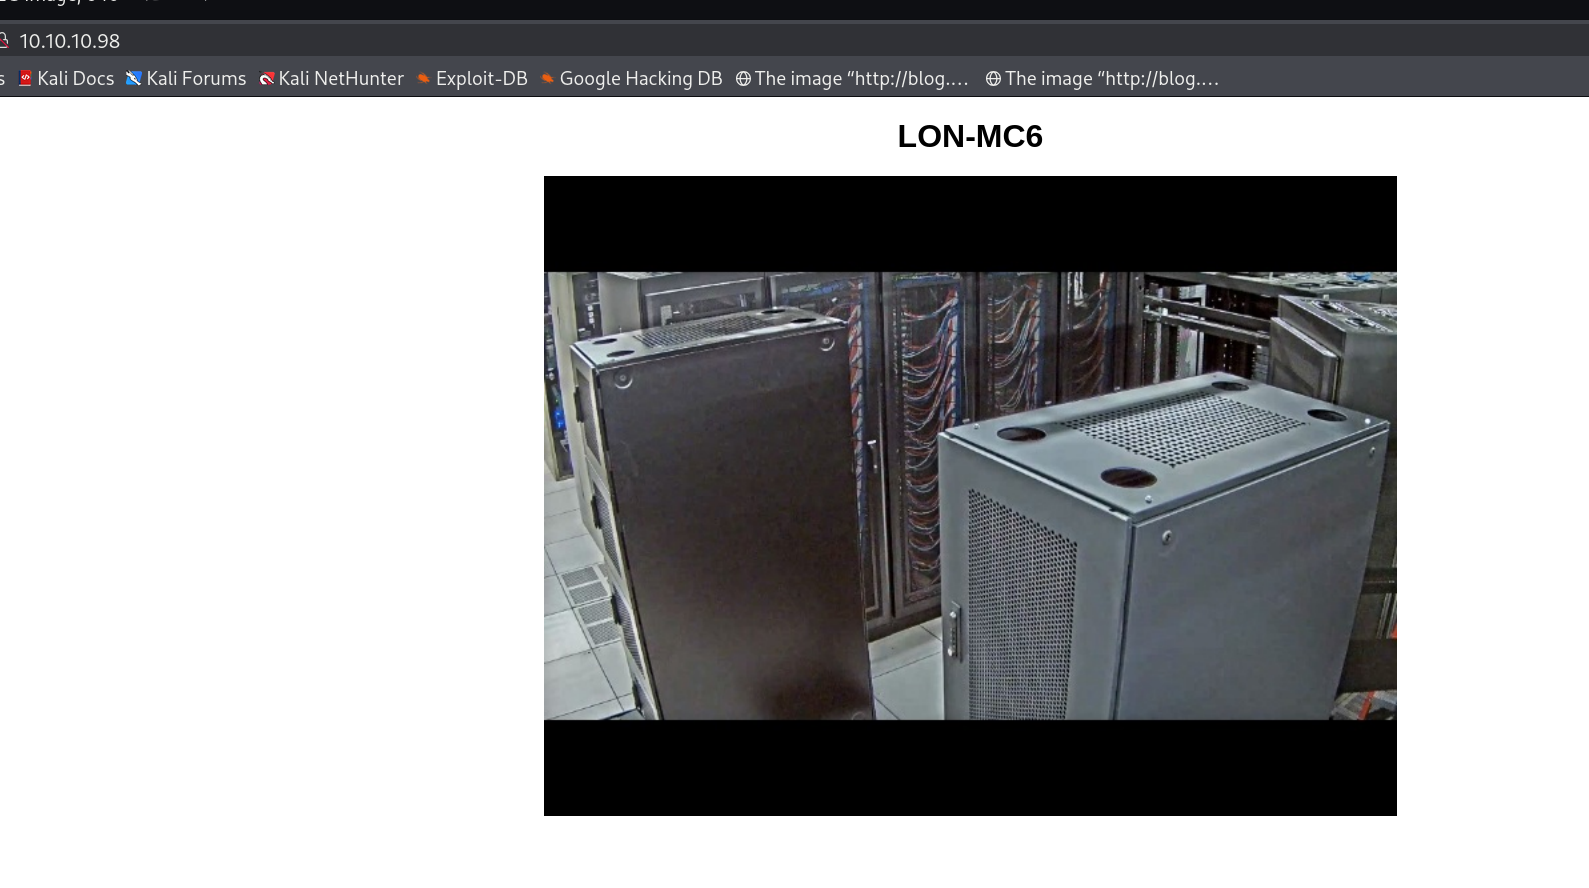 10.10.10.98
s Kali Docs Kali Forums Kali NetHunter Exploit-DB Google Hacking DB The image “http://blog.… The image “http://blog.…
LON-MC6